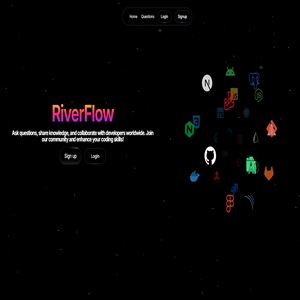 Home Questions Login Signup
RiverFlow
Ask questions, share knowledge, and collaborate with developers worldwide. Join
our community and enhance your coding skills!
Sign up Login